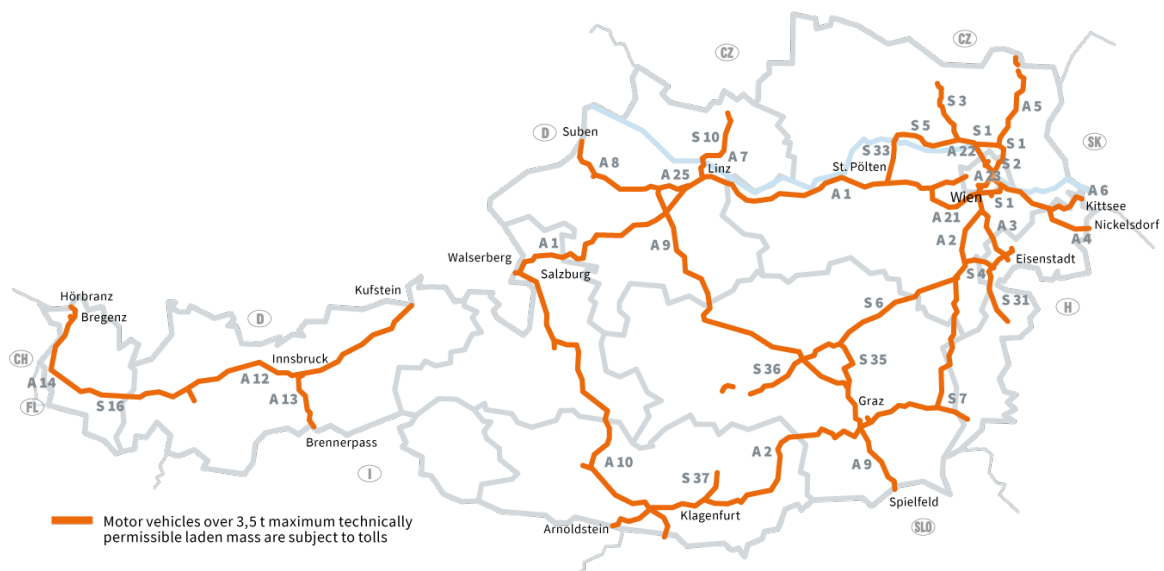 CZ
CZ
S 3
A 5
D
Suben
S 10
S 5
S 1
S 33
A 22
S 1
SK
A 8
A 7
Linz
St. Pölten
S 2
A 25
A 23
A 1
Wien
S 1
A 6
Kittsee
A 21
A 3
Nickelsdorf
A 4
A 1
A 9
A 2
Walserberg
Salzburg
Eisenstadt
S 4
Kufstein
Hörbranz
Bregenz
D
S 6
S 31
H
CH
Innsbruck
S 35
S 36
A 14
A 12
FL
S 16
A 13
Graz
S 7
Brennerpass
A 2
A 10
A 9
I
S 37
Spielfeld
Klagenfurt
Arnoldstein
SLO
Motor vehicles over 3,5 t maximum technically
permissible laden mass are subject to tolls